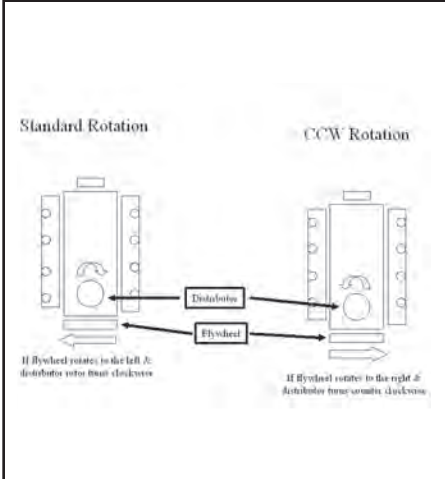 Standard Rotation
CCW Rotation
Distributor
Flywheel
If flywheel rotates to the left &
distributor rotor turns clockwise
If flywheel rotates to the right &
distributor turns counter clockwise